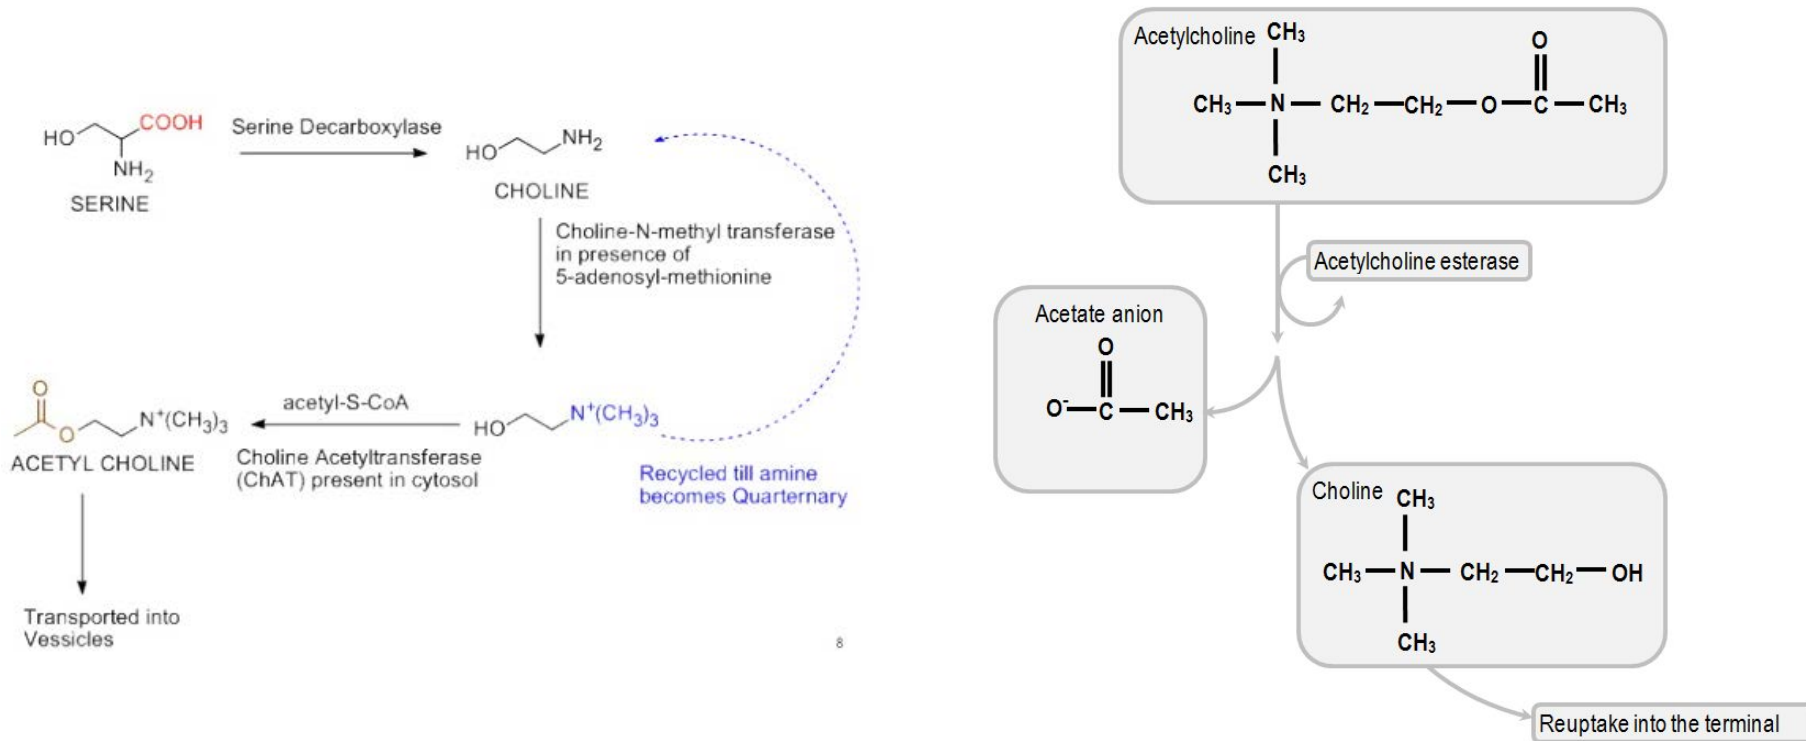 HO
COOH
NH₂
SERINE
Serine Decarboxylase
HO
NH₂
CHOLINE
Choline-N-methyl transferase
in presence of
5-adenosyl-methionine
O
O
N⁺(CH₃)₃
ACETYL CHOLINE
acetyl-S-CoA
Choline Acetyltransferase
(ChAT) present in cytosol
HO
N⁺(CH₃)₃
Recycled till amine
becomes Quarternary
Transported into
Vessicles
8
Acetylcholine
CH₃
O
CH₃—N—CH₂—CH₂—O—C—CH₃
CH₃
Acetylcholine esterase
Acetate anion
O
O⁻—C—CH₃
Choline
CH₃
CH₃—N—CH₂—CH₂—OH
CH₃
Reuptake into the terminal